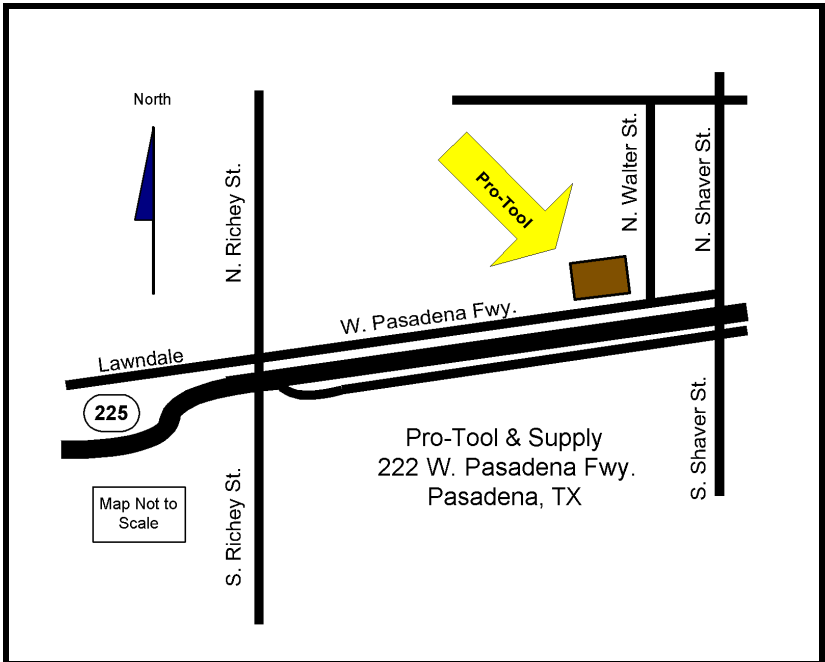 North
N. Richey St.
Pro-Tool
N. Walter St.
N. Shaver St.
W. Pasadena Fwy.
Lawndale
225
Pro-Tool & Supply
222 W. Pasadena Fwy.
Pasadena, TX
S. Shaver St.
Map Not to
Scale
S. Richey St.